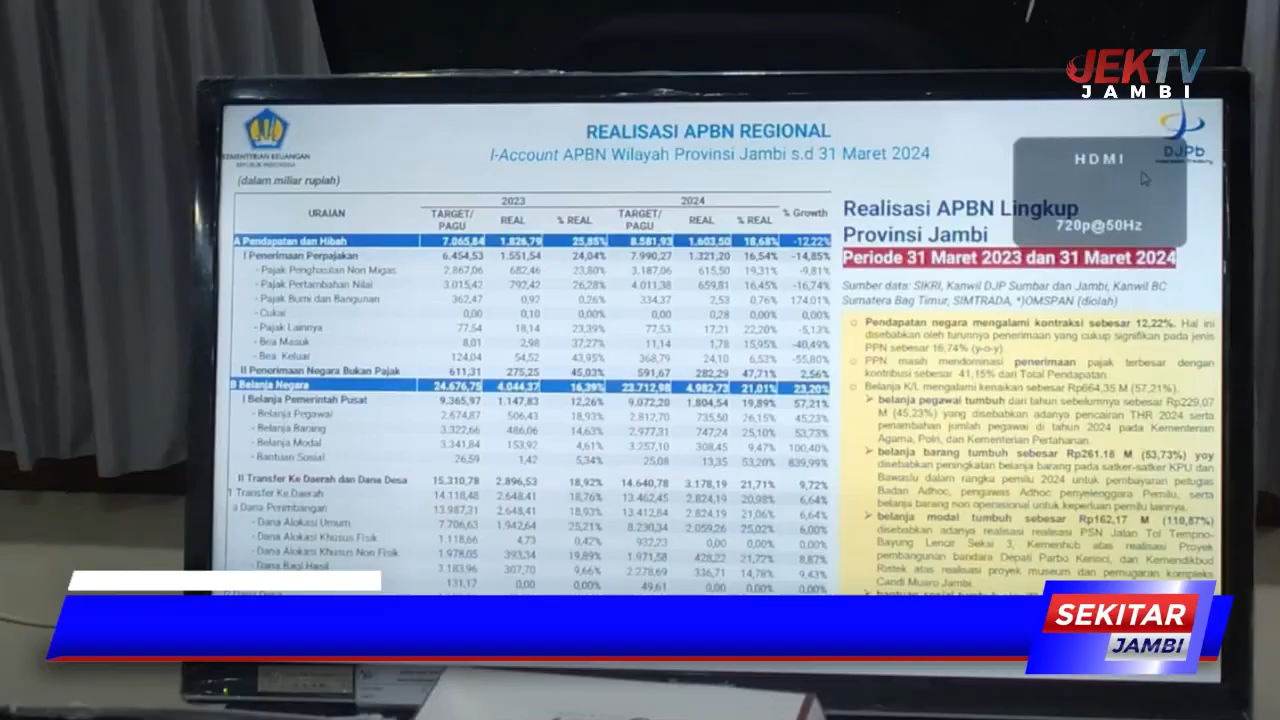 JEKTV
JAMBI
KEMENTERIAN KEUANGAN
REPUBLIK INDONESIA
REALISASI APBN REGIONAL
I-Account APBN Wilayah Provinsi Jambi s.d 31 Maret 2024
DJPb
HDMI
720p@50Hz
(dalam miliar rupiah)
URAIAN 2023 2024 % Growth
TARGET/ PAGU REAL % REAL TARGET/ PAGU REAL % REAL
A Pendapatan dan Hibah 7.065,84 1.826,79 25,85% 8.581,93 1.603,50 18,68% -12,22%
I Penerimaan Perpajakan 6.454,53 1.551,54 24,04% 7.990,27 1.321,20 16,54% -14,85%
- Pajak Penghasilan Non Migas 2.867,06 682,46 23,80% 3.187,06 615,50 19,31% -9,81%
- Pajak Pertambahan Nilai 3.015,42 792,42 26,28% 4.011,38 659,81 16,45% -16,74%
- Pajak Bumi dan Bangunan 362,47 0,92 0,26% 334,37 2,53 0,76% 174,01%
- Cukai 0,00 0,10 0,00% 0,00 0,28 0,00% 0,00%
- Pajak Lainnya 77,54 18,14 23,39% 77,53 17,21 22,20% -5,13%
- Bea Masuk 8,01 2,98 37,27% 11,14 1,78 15,95% -40,49%
- Bea Keluar 124,04 54,52 43,95% 368,79 24,10 6,53% -55,80%
II Penerimaan Negara Bukan Pajak 611,31 275,25 45,03% 591,67 282,29 47,71% 2,56%
B Belanja Negara 24.676,75 4.044,37 16,39% 23.712,98 4.982,73 21,01% 23,20%
I Belanja Pemerintah Pusat 9.365,97 1.147,83 12,26% 9.072,20 1.804,54 19,89% 57,21%
- Belanja Pegawai 2.674,87 506,43 18,93% 2.812,70 735,50 26,15% 45,23%
- Belanja Barang 3.322,66 486,06 14,63% 2.977,31 747,24 25,10% 53,73%
- Belanja Modal 3.341,84 153,92 4,61% 3.257,10 308,45 9,47% 100,40%
- Bantuan Sosial 26,59 1,42 5,34% 25,08 13,35 53,20% 839,99%
II Transfer Ke Daerah dan Dana Desa 15.310,78 2.896,53 18,92% 14.640,78 3.178,19 21,71% 9,72%
1 Transfer Ke Daerah 14.118,48 2.648,41 18,76% 13.462,45 2.824,19 20,98% 6,64%
a Dana Perimbangan 13.987,31 2.648,41 18,93% 13.412,84 2.824,19 21,06% 6,64%
- Dana Alokasi Umum 7.706,63 1.942,64 25,21% 8.230,34 2.059,26 25,02% 6,00%
- Dana Alokasi Khusus Fisik 1.118,66 4,73 0,42% 932,23 0,00 0,00% 0,00%
- Dana Alokasi Khusus Non Fisik 1.978,05 393,34 19,89% 1.971,58 428,22 21,72% 8,87%
- Dana Bagi Hasil 3.183,96 307,70 9,66% 2.278,69 336,71 14,78% 9,43%
131,17 0,00 0,00% 49,61 0,00 0,00% 0,00%
Realisasi APBN Lingkup
Provinsi Jambi
Periode 31 Maret 2023 dan 31 Maret 2024
Sumber data: SIKRI, Kanwil DJP Sumbar dan Jambi, Kanwil BC
Sumatera Bag Timur, SIMTRADA, *)OMSPAN (diolah)
Pendapatan negara mengalami kontraksi sebesar 12,22%. Hal ini
disebabkan oleh turunnya penerimaan yang cukup signifikan pada jenis
PPN sebesar 16,74% (y-o-y)
PPN masih mendominasi penerimaan pajak terbesar dengan
kontribusi sebesar 41,15% dari Total Pendapatan.
Belanja K/L mengalami kenaikan sebesar Rp664,35 M (57,21%).
belanja pegawai tumbuh dari tahun sebelumnya sebesar Rp229,07
M (45,23%) yang disebabkan adanya pencairan THR 2024 serta
penambahan jumlah pegawai di tahun 2024 pada Kementerian
Agama, Polri, dan Kementerian Pertahanan.
belanja barang tumbuh sebesar Rp261.18 M (53,73%) yoy
disebabkan peningkatan belanja barang pada satker-satker KPU dan
Bawaslu dalam rangka pemilu 2024 untuk pembayaran petugas
Badan Adhoc, pengawas Adhoc penyelenggara Pemilu, serta
belanja barang non operasional untuk keperluan pemilu lainnya.
belanja modal tumbuh sebesar Rp162,17 M (110,87%)
disebabkan adanya realisasi realisasi PSN Jalan Tol Tempno-
Bayung Lencir Seksi 3, Kemenhub atas realisasi Proyek
pembangunan bandara Depati Parbo Kerinci, dan Kemendikbud
Ristek atas realisasi proyek museum dan pemugaran kompleks
Candi Muaro Jambi.
SEKITAR
JAMBI